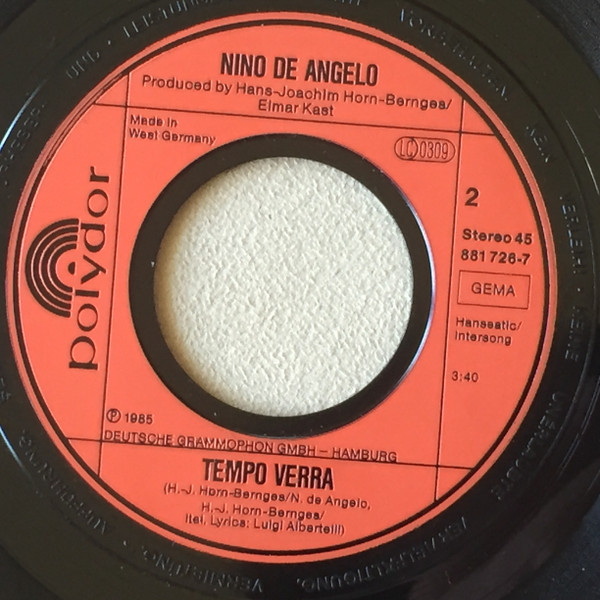 NINO DE ANGELO
Produced by Hans-Joachim Horn-Bernges/
Elmar Kast
Made in
West Germany
LC 0309
polydor
2
Stereo 45
881 726-7
GEMA
Hanseatic/
Intersong
3:40
Ⓟ 1985
DEUTSCHE GRAMMOPHON GMBH – HAMBURG
TEMPO VERRA
(H.-J. Horn-Bernges/N. de Angelo,
H.-J. Horn-Bernges/
Ital. Lyrics: Luigi Albertelli)